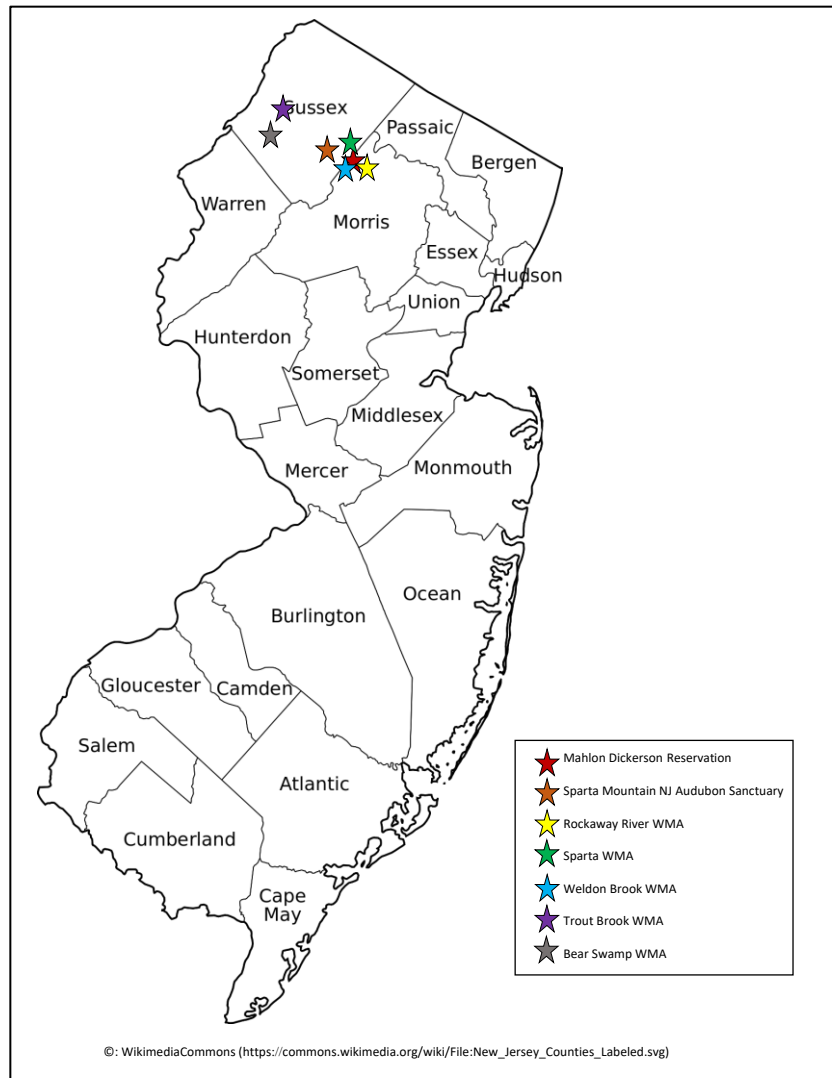 Sussex
Passaic
Bergen
Warren
Morris
Essex
Hudson
Union
Hunterdon
Somerset
Middlesex
Mercer
Monmouth
Ocean
Burlington
Gloucester
Camden
Salem
Atlantic
Cumberland
Cape
May
Mahlon Dickerson Reservation
Sparta Mountain NJ Audubon Sanctuary
Rockaway River WMA
Sparta WMA
Weldon Brook WMA
Trout Brook WMA
Bear Swamp WMA
©: WikimediaCommons (https://commons.wikimedia.org/wiki/File:New_Jersey_Counties_Labeled.svg)